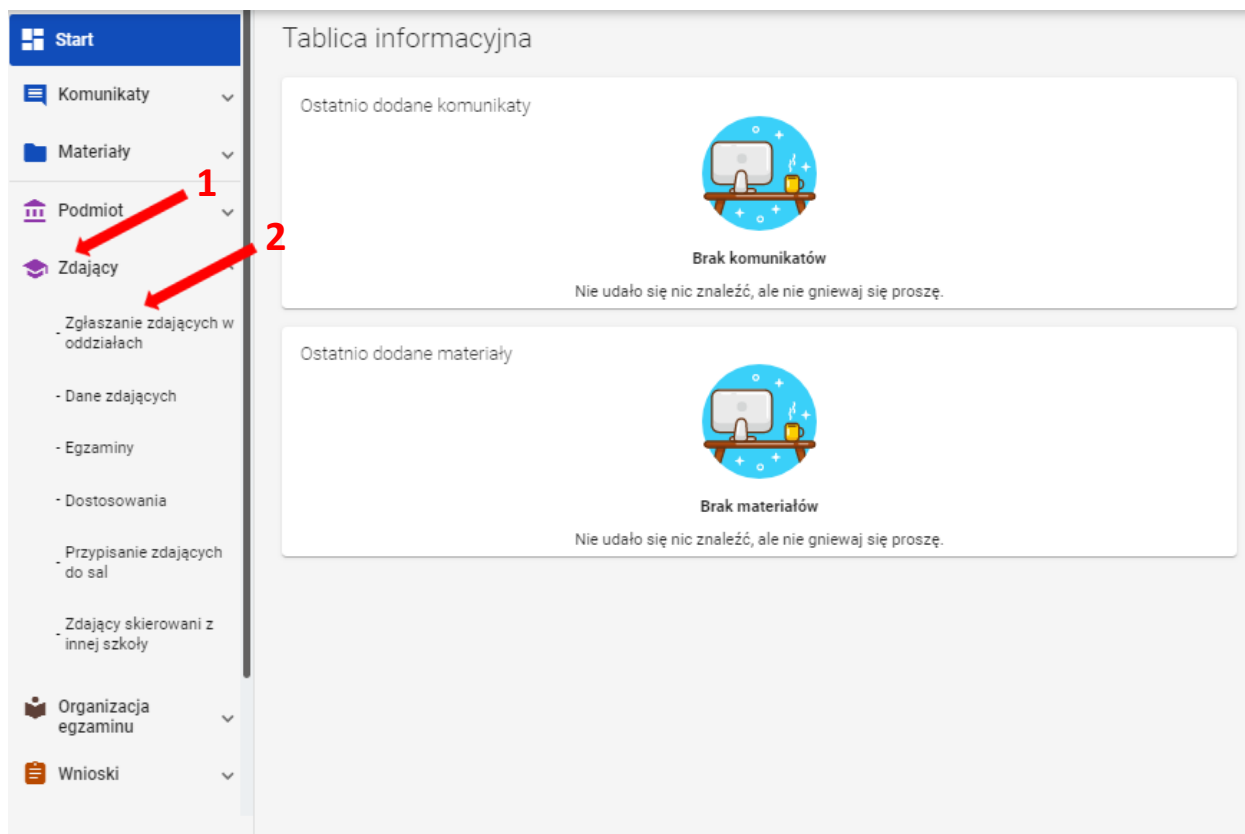 Start
Komunikaty
Materiały
1
Podmiot
2
Zdający
- Zgłaszanie zdających w
oddziałach
- Dane zdających
- Egzaminy
- Dostosowania
- Przypisanie zdających
do sal
- Zdający skierowani z
innej szkoły
Organizacja
egzaminu
Wnioski
Tablica informacyjna
Ostatnio dodane komunikaty
Brak komunikatów
Nie udało się nic znaleźć, ale nie gniewaj się proszę.
Ostatnio dodane materiały
Brak materiałów
Nie udało się nic znaleźć, ale nie gniewaj się proszę.